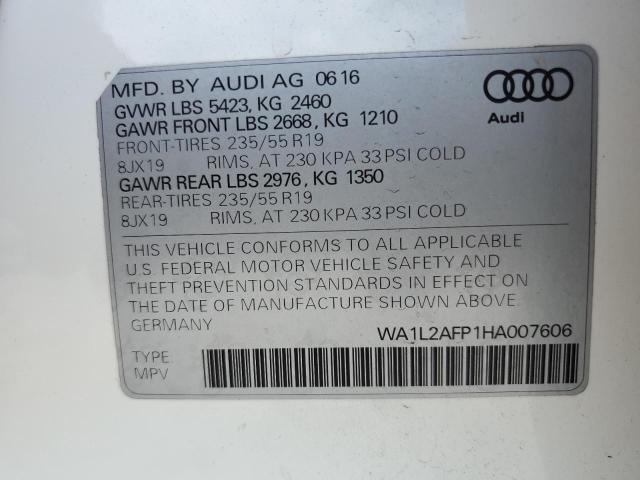 MFD. BY AUDI AG 06 16
GVWR LBS 5423, KG 2460
GAWR FRONT LBS 2668, KG 1210
FRONT-TIRES 235/55 R19
8JX19 RIMS, AT 230 KPA 33 PSI COLD
GAWR REAR LBS 2976, KG 1350
REAR-TIRES 235/55 R19
8JX19 RIMS, AT 230 KPA 33 PSI COLD
Audi
THIS VEHICLE CONFORMS TO ALL APPLICABLE
U.S. FEDERAL MOTOR VEHICLE SAFETY AND
THEFT PREVENTION STANDARDS IN EFFECT ON
THE DATE OF MANUFACTURE SHOWN ABOVE
GERMANY
WA1L2AFP1HA007606
TYPE
MPV